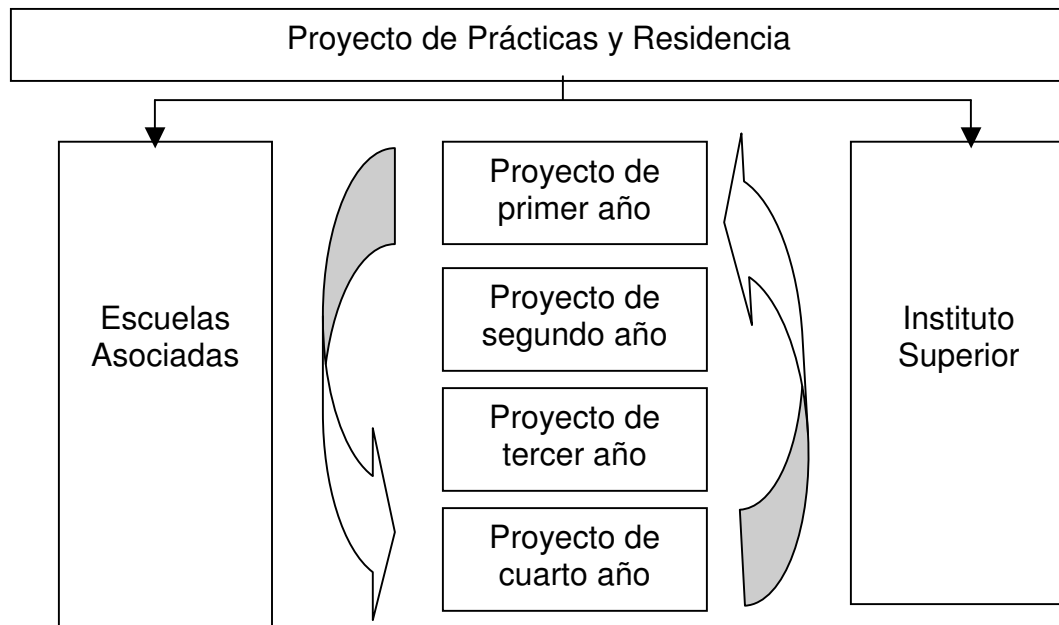 Proyecto de Prácticas y Residencia
Escuelas
Asociadas
Proyecto de
primer año
Proyecto de
segundo año
Proyecto de
tercer año
Proyecto de
cuarto año
Instituto
Superior